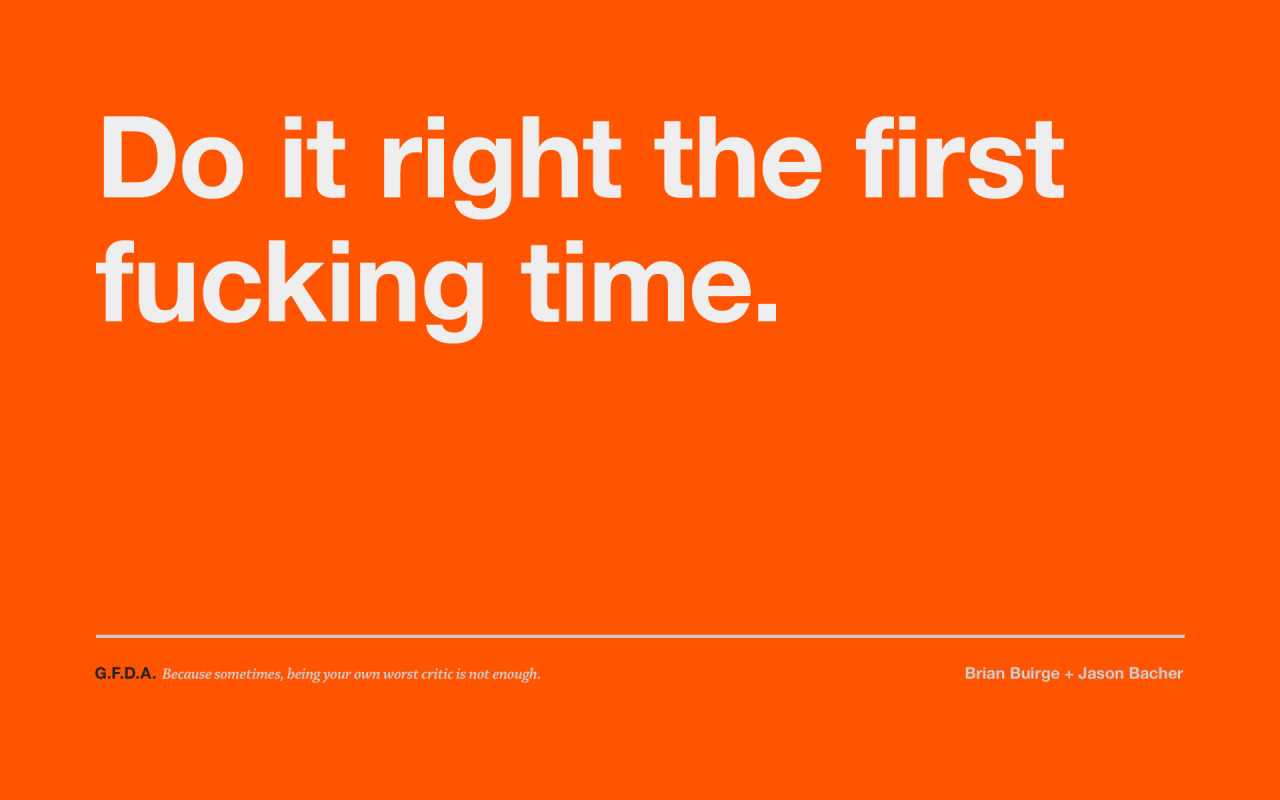 Do it right the first
fucking time.
G.F.D.A. Because sometimes, being your own worst critic is not enough.
Brian Buirge + Jason Bacher